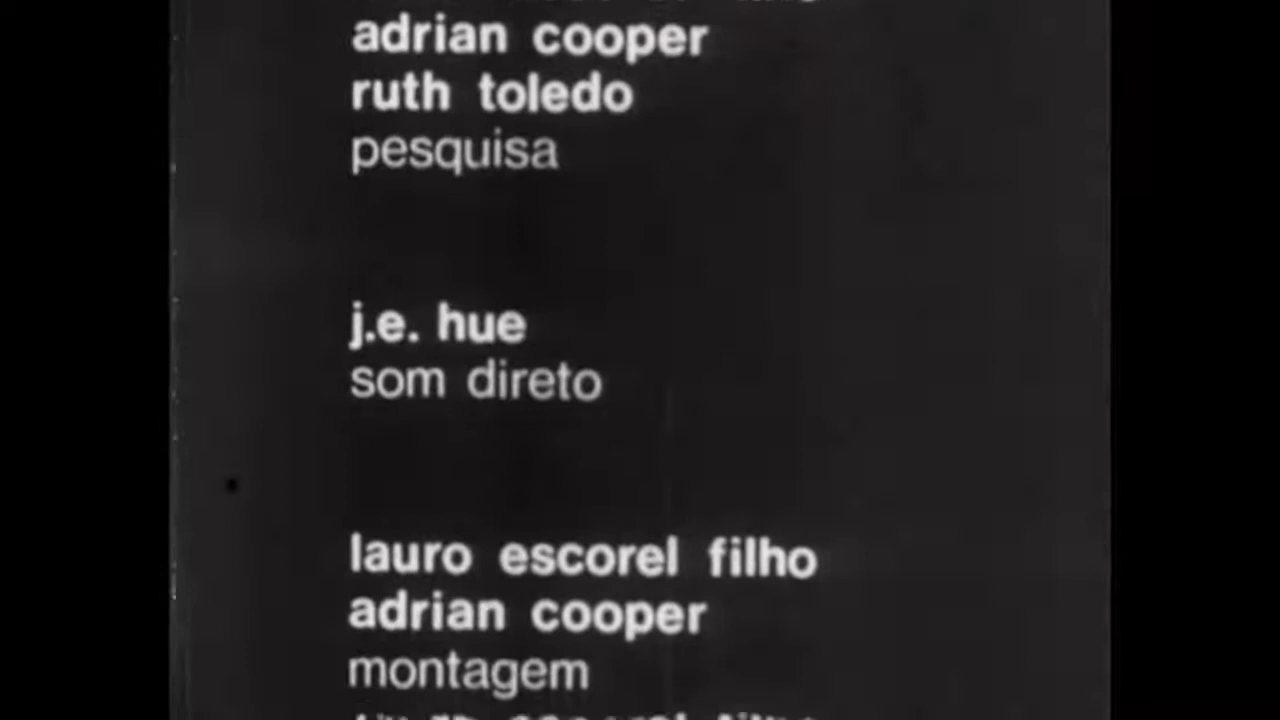 adrian cooper
ruth toledo
pesquisa
j.e. hue
som direto
lauro escorel filho
adrian cooper
montagem